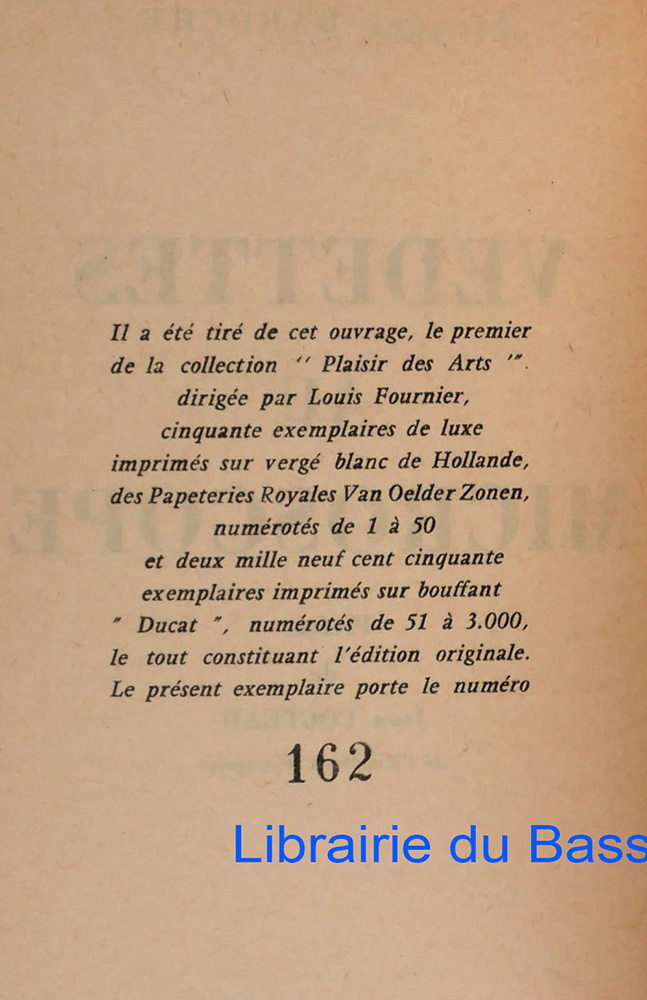 Il a été tiré de cet ouvrage, le premier
de la collection “ Plaisir des Arts ’”.
dirigée par Louis Fournier,
cinquante exemplaires de luxe
imprimés sur vergé blanc de Hollande,
des Papeteries Royales Van Oelder Zonen,
numérotés de 1 à 50
et deux mille neuf cent cinquante
exemplaires imprimés sur bouffant
" Ducat ", numérotés de 51 à 3.000,
le tout constituant l'édition originale.
Le présent exemplaire porte le numéro
162
Librairie du Bass